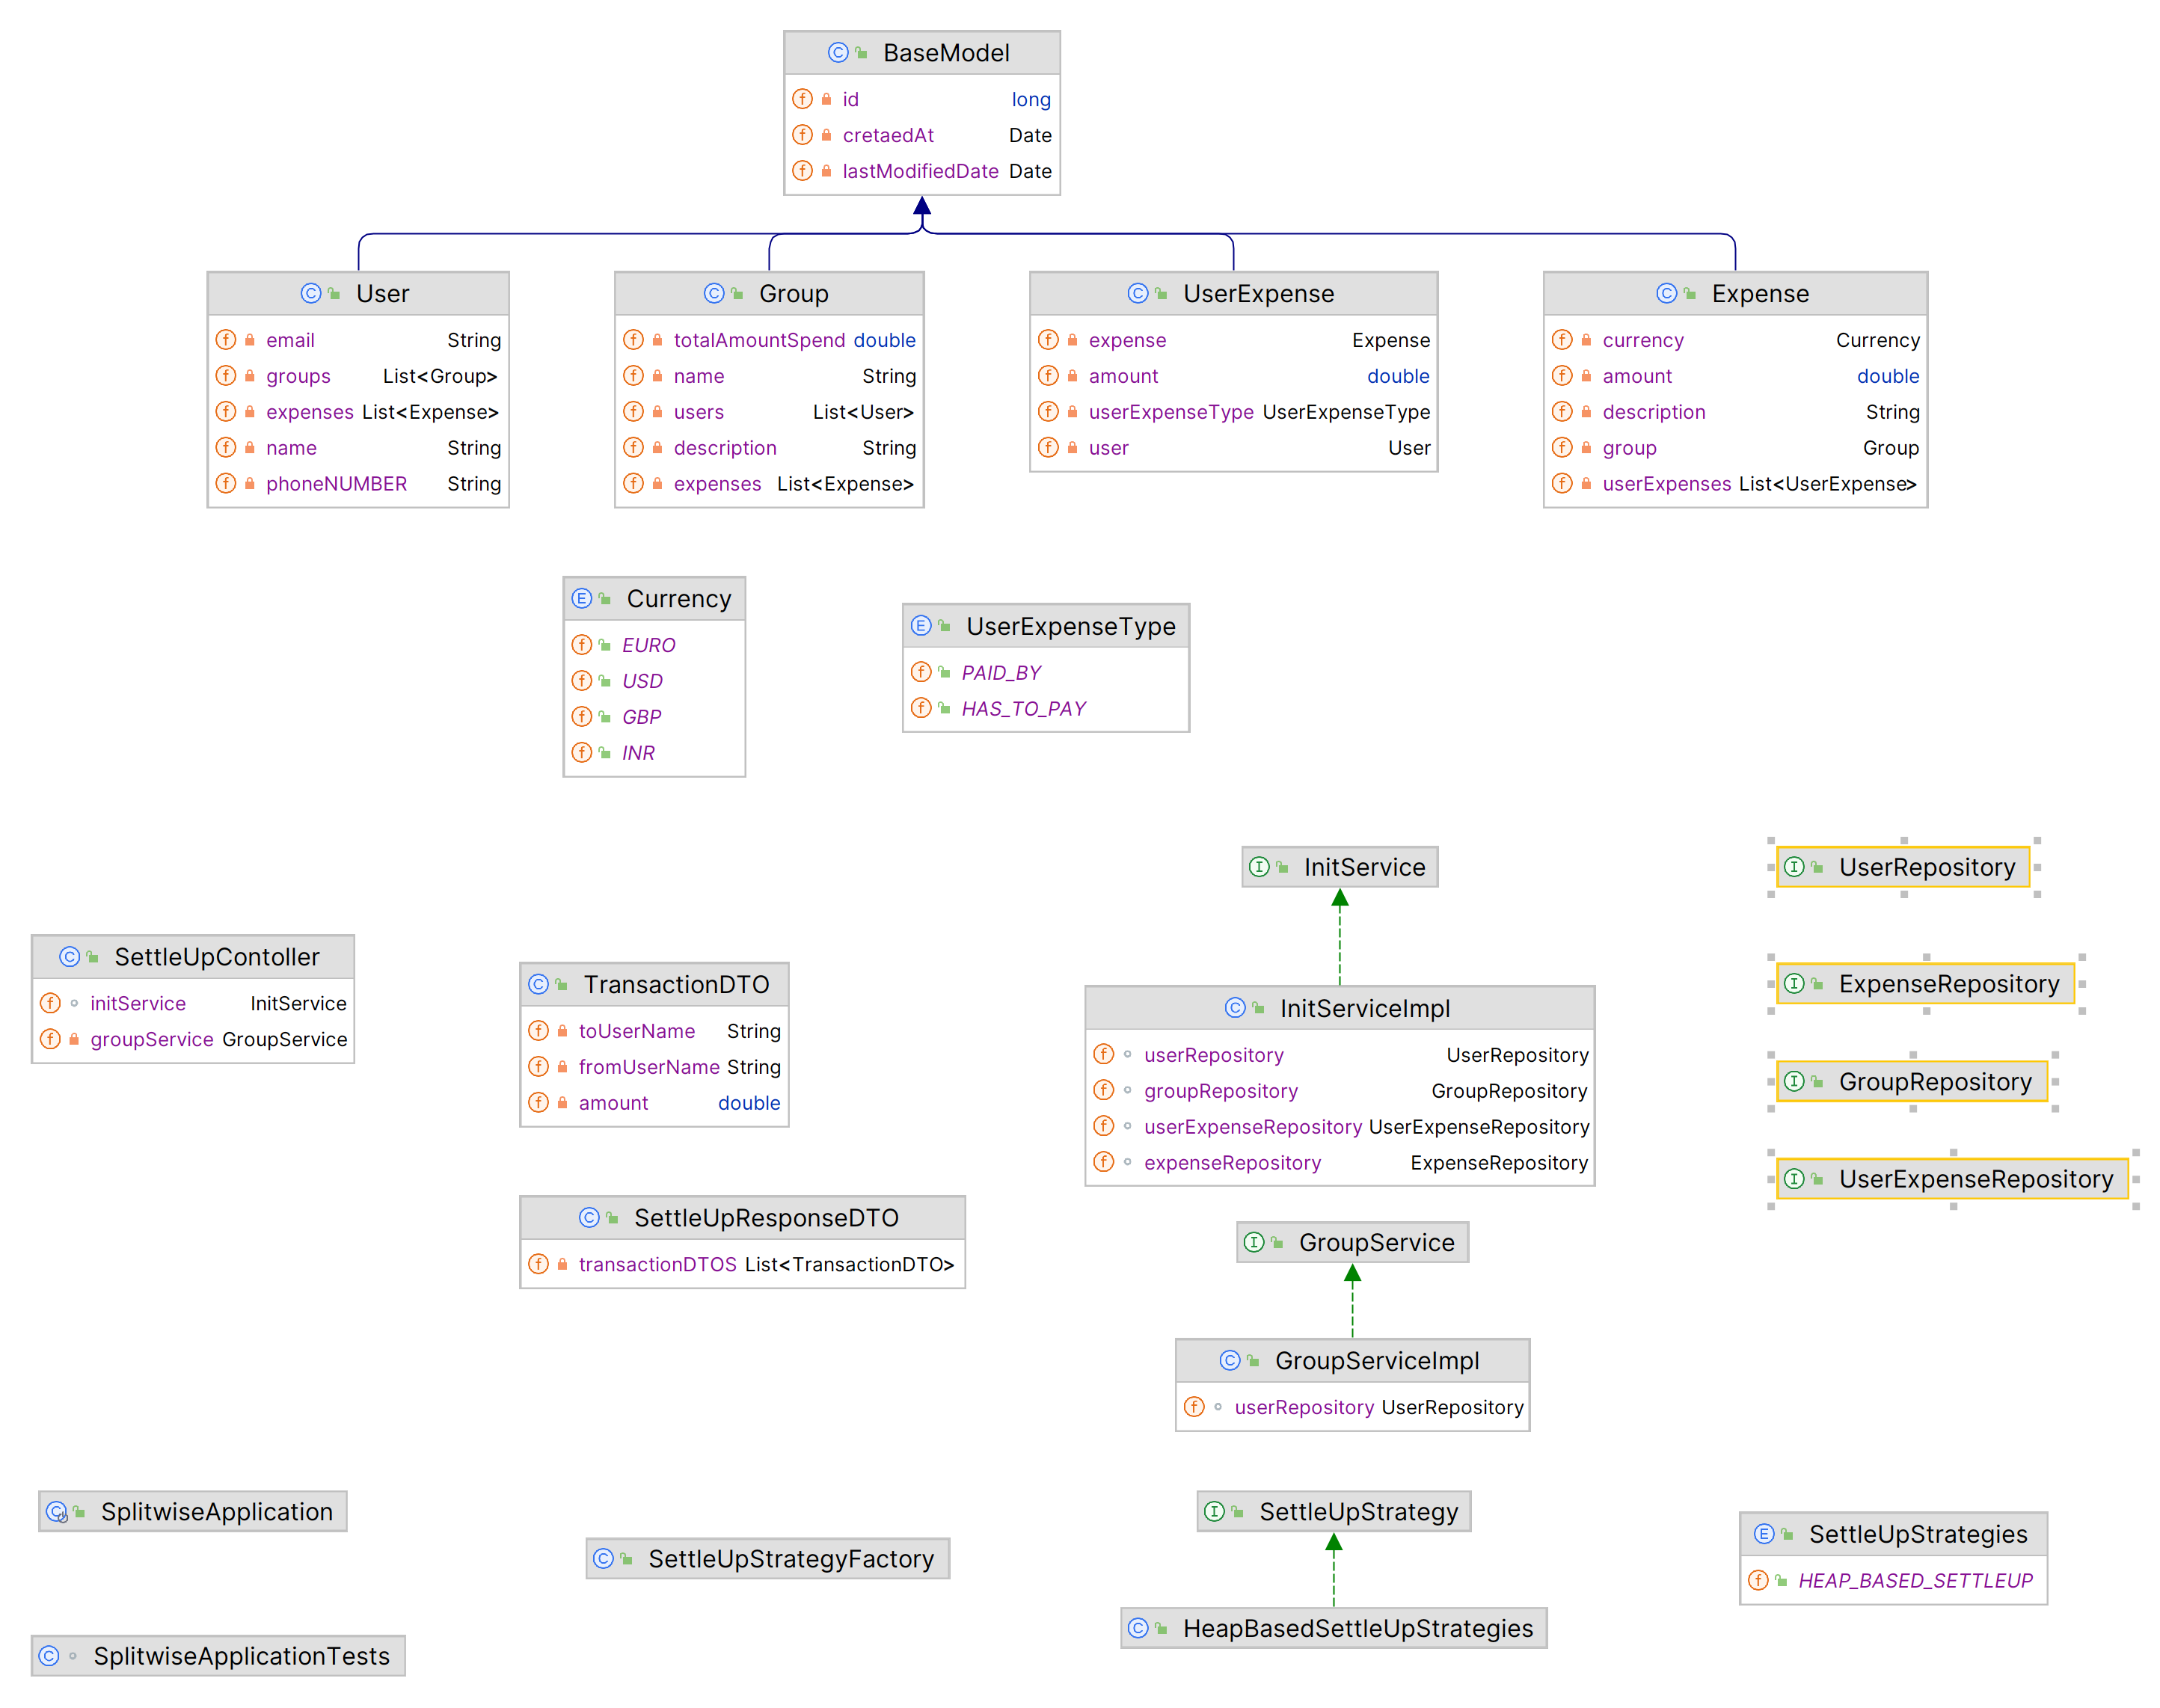 BaseModel
id long
cretaedAt Date
lastModifiedDate Date
User
email String
groups List<Group>
expenses List<Expense>
name String
phoneNUMBER String
Group
totalAmountSpend double
name String
users List<User>
description String
expenses List<Expense>
UserExpense
expense Expense
amount double
userExpenseType UserExpenseType
user User
Expense
currency Currency
amount double
description String
group Group
userExpenses List<UserExpense>
Currency
EURO
USD
GBP
INR
UserExpenseType
PAID_BY
HAS_TO_PAY
SettleUpContoller
initService InitService
groupService GroupService
TransactionDTO
toUserName String
fromUserName String
amount double
SettleUpResponseDTO
transactionDTOS List<TransactionDTO>
InitService
InitServiceImpl
userRepository UserRepository
groupRepository GroupRepository
userExpenseRepository UserExpenseRepository
expenseRepository ExpenseRepository
GroupService
GroupServiceImpl
userRepository UserRepository
UserRepository
ExpenseRepository
GroupRepository
UserExpenseRepository
SplitwiseApplication
SplitwiseApplicationTests
SettleUpStrategyFactory
SettleUpStrategy
HeapBasedSettleUpStrategies
SettleUpStrategies
HEAP_BASED_SETTLEUP